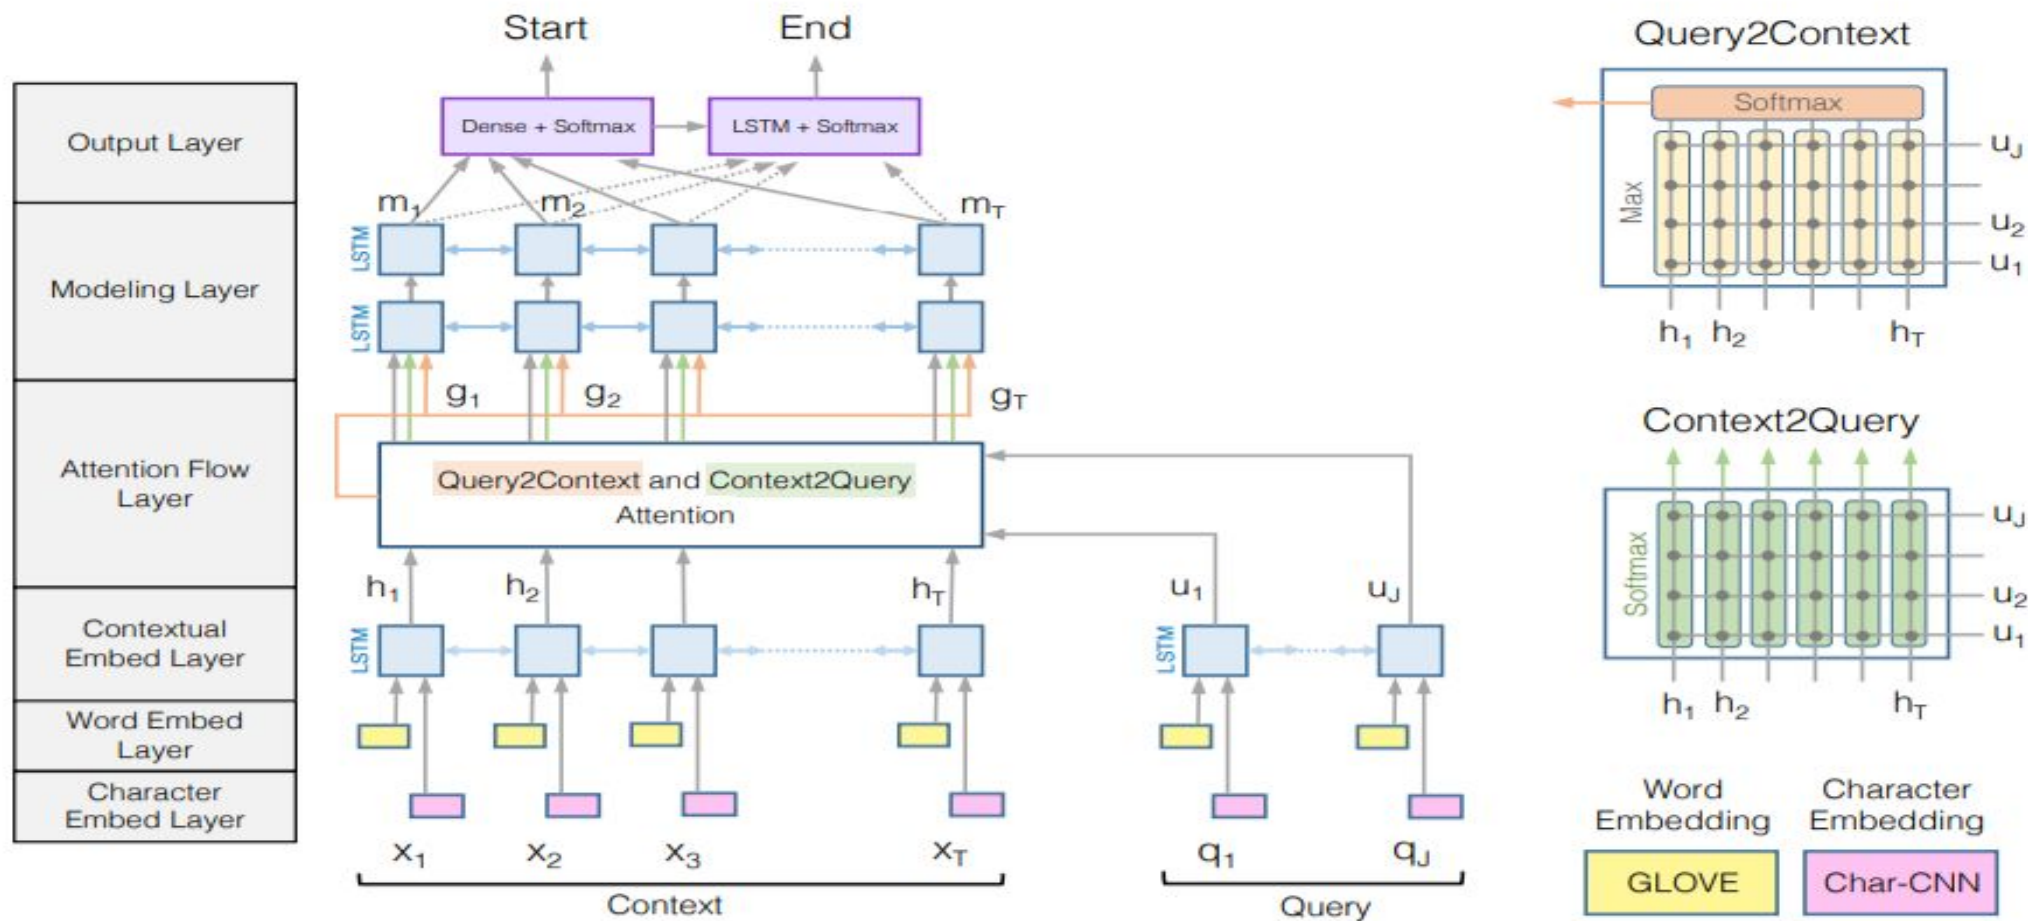 Start End
Output Layer
Dense + Softmax
LSTM + Softmax
m1 m2 mT
LSTM
Modeling Layer
LSTM
g1 g2 gT
Attention Flow
Layer
Query2Context and Context2Query
Attention
h1 h2 hT u1 uJ
Contextual
Embed Layer
LSTM
LSTM
Word Embed
Layer
Character
Embed Layer
x1 x2 x3 xT q1 qJ
Context
Query
Query2Context
Softmax
Max
uJ
u2
u1
h1 h2 hT
Context2Query
Softmax
uJ
u2
u1
h1 h2 hT
Word
Embedding
Character
Embedding
GLOVE
Char-CNN